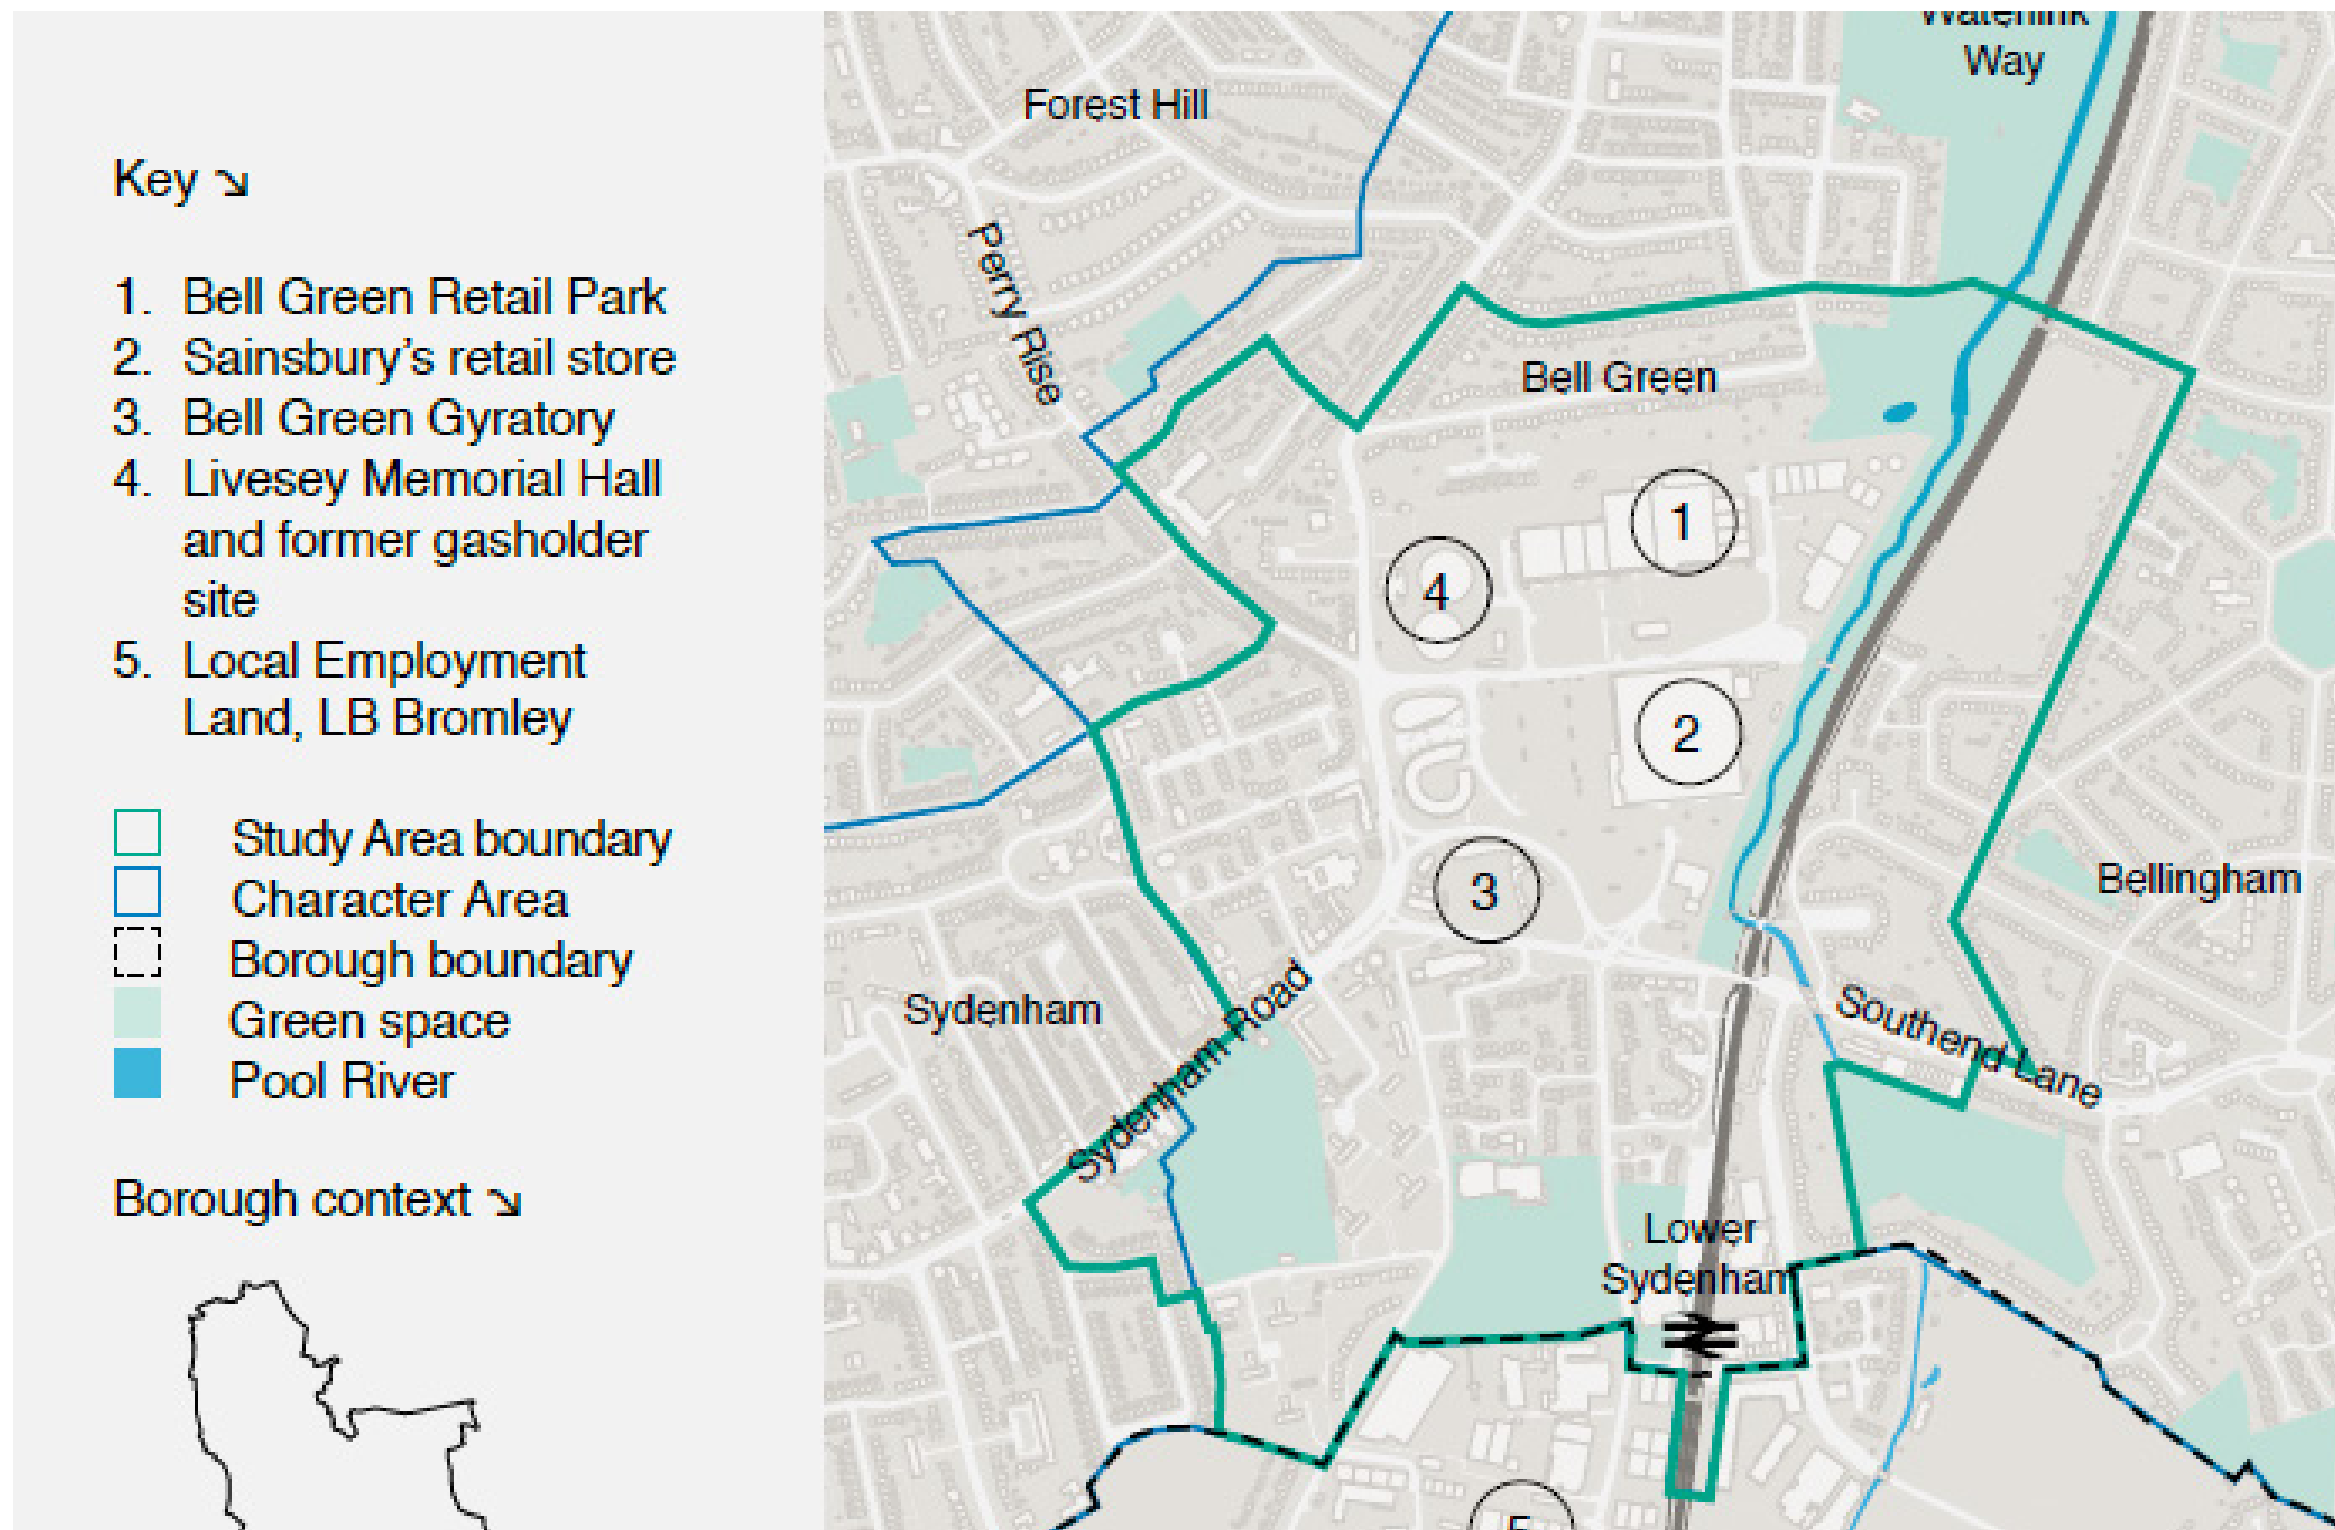 Key ↘
1. Bell Green Retail Park
2. Sainsbury's retail store
3. Bell Green Gyratory
4. Livesey Memorial Hall
and former gasholder
site
5. Local Employment
Land, LB Bromley
Study Area boundary
Character Area
Borough boundary
Green space
Pool River
Borough context ↘
Waterlink
Way
Forest Hill
Perry Rise
Bell Green
1
4
2
3
Bellingham
Sydenham
Sydenham Road
Southend Lane
Lower
Sydenham
5